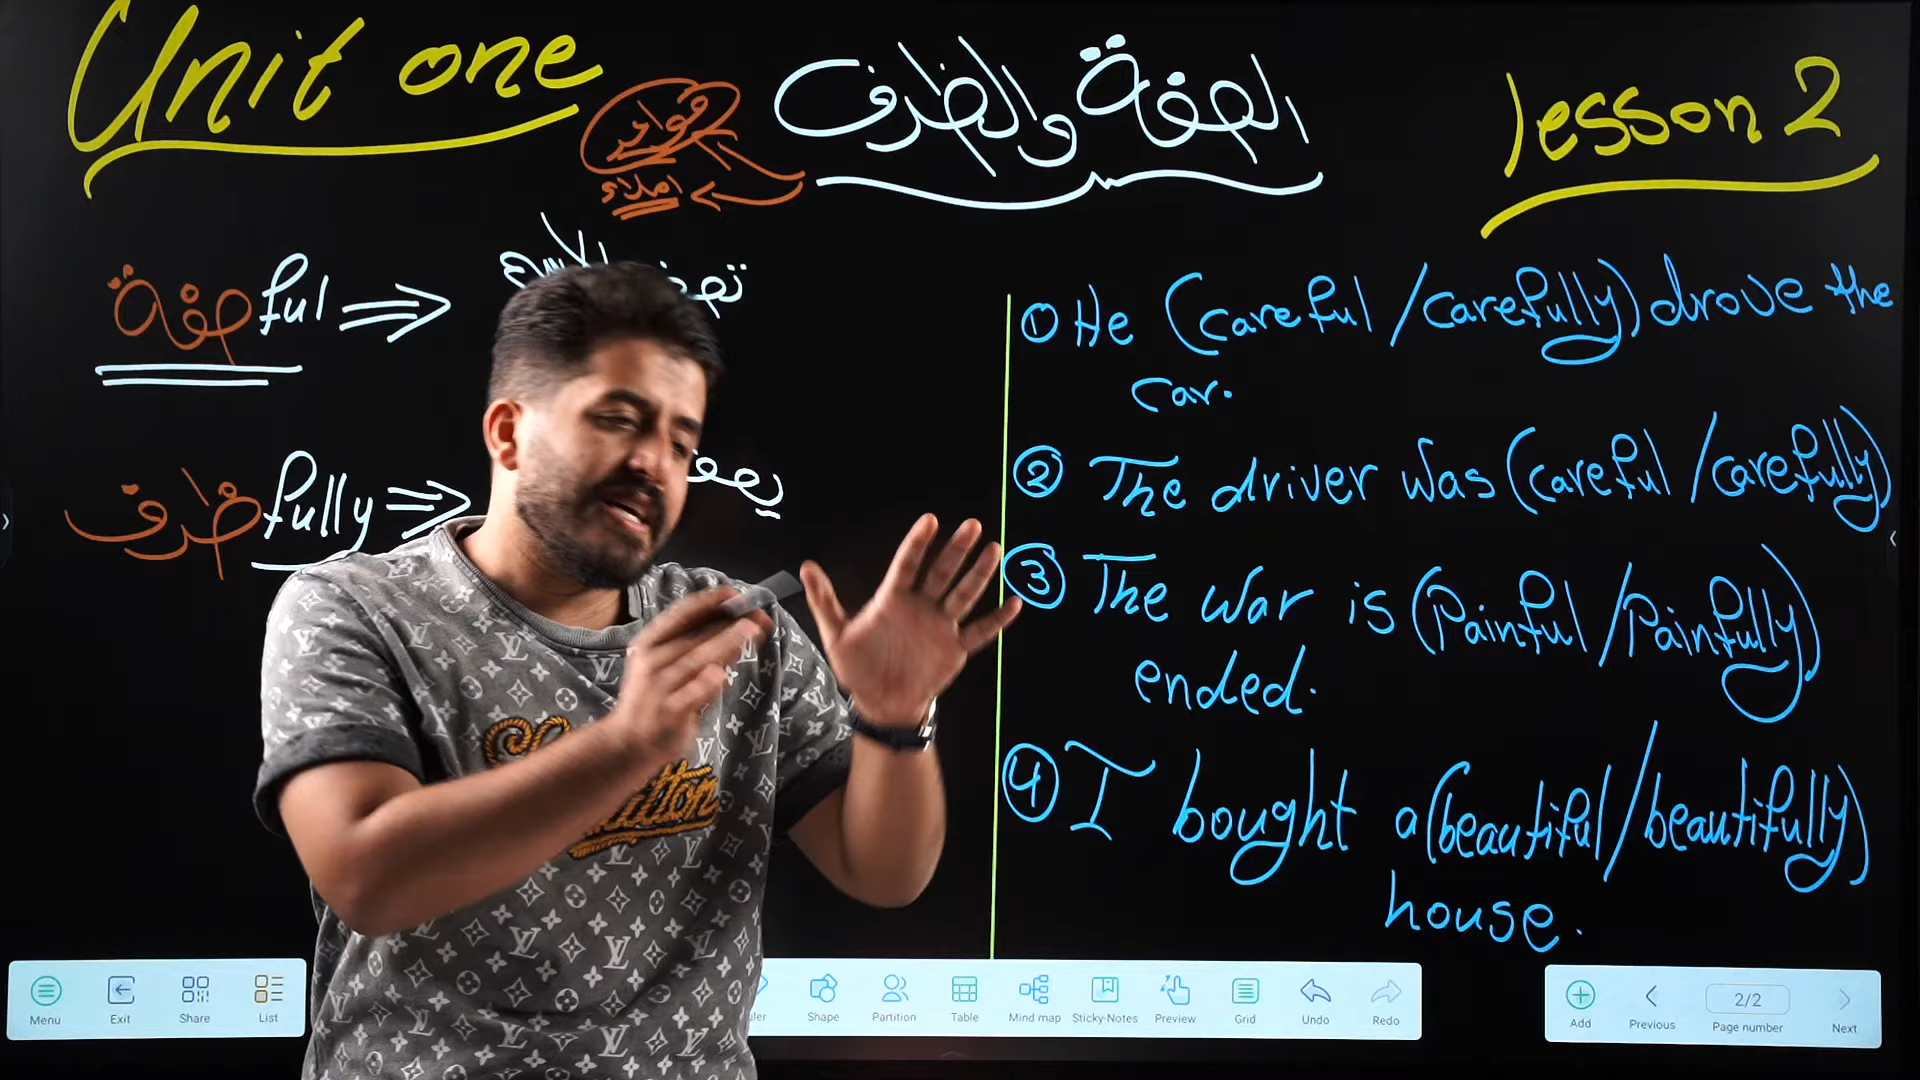 Unit one
الصفة والظرف
lesson 2
املاء
صفة ful ⇒
ظرف fully ⇒
① He (careful / carefully) drove the
car.
② The driver was (careful / carefully)
③ The war is (Painful / Painfully)
ended.
④ I bought a (beautiful / beautifully)
house.
Menu
Exit
Share
List
Shape
Partition
Table
Mind map
Sticky-Notes
Preview
Grid
Undo
Redo
Add
Previous
2/2
Page number
Next